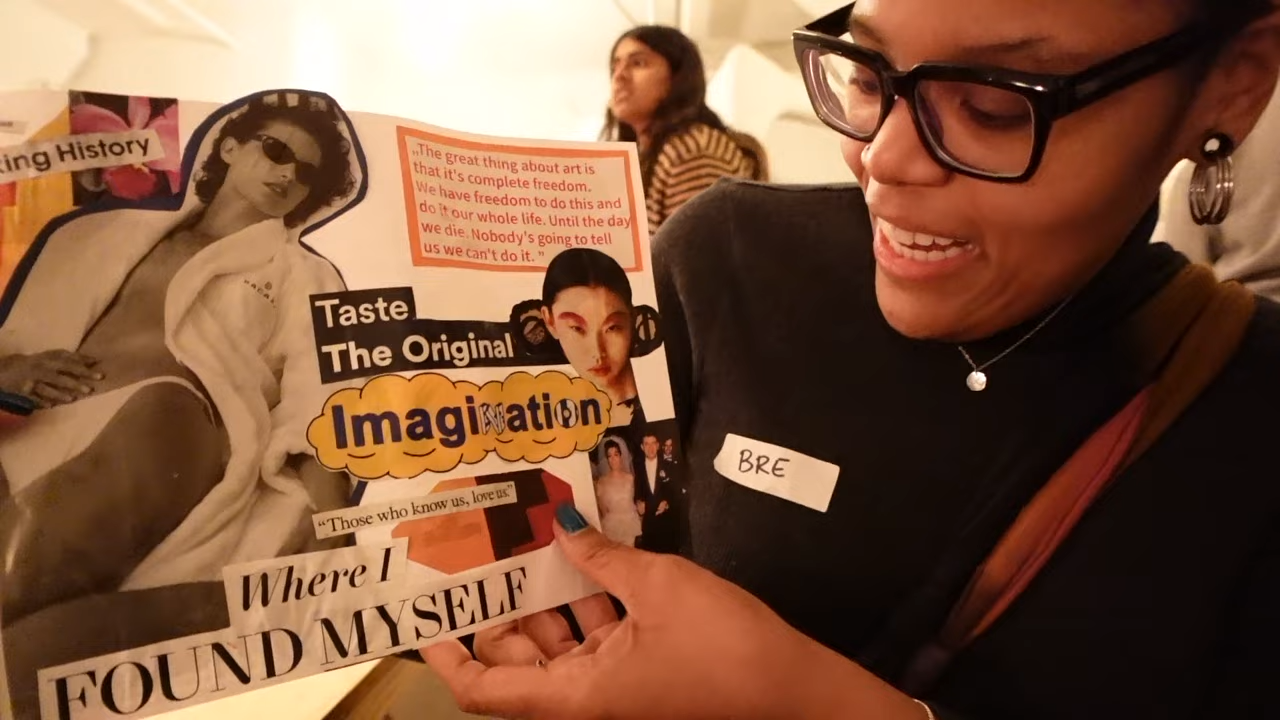 ting History
„The great thing about art is
that it's complete freedom.
We have freedom to do this and
do it our whole life. Until the day
we die. Nobody's going to tell
us we can't do it. "
Taste
The Original
Imagination
"Those who know us, love us."
Where I
FOUND MYSELF
BRE